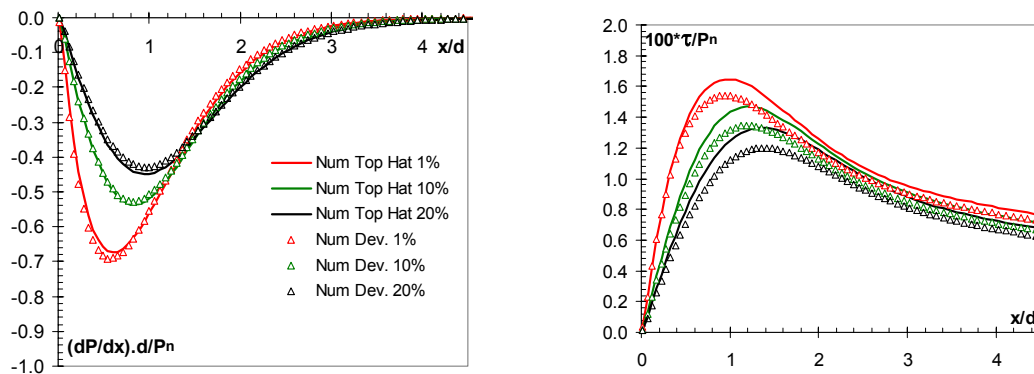 -0.0
0 1 2 3 4
x/d
-0.1
-0.2
-0.3
-0.4
-0.5
-0.6
-0.7
-0.8
-0.9
-1.0
Num Top Hat 1%
Num Top Hat 10%
Num Top Hat 20%
Num Dev. 1%
Num Dev. 10%
Num Dev. 20%
(dP/dx).d/Pn
2.0
1.8
1.6
1.4
1.2
1.0
0.8
0.6
0.4
0.2
0.0
100*τ/Pn
x/d
0 1 2 3 4